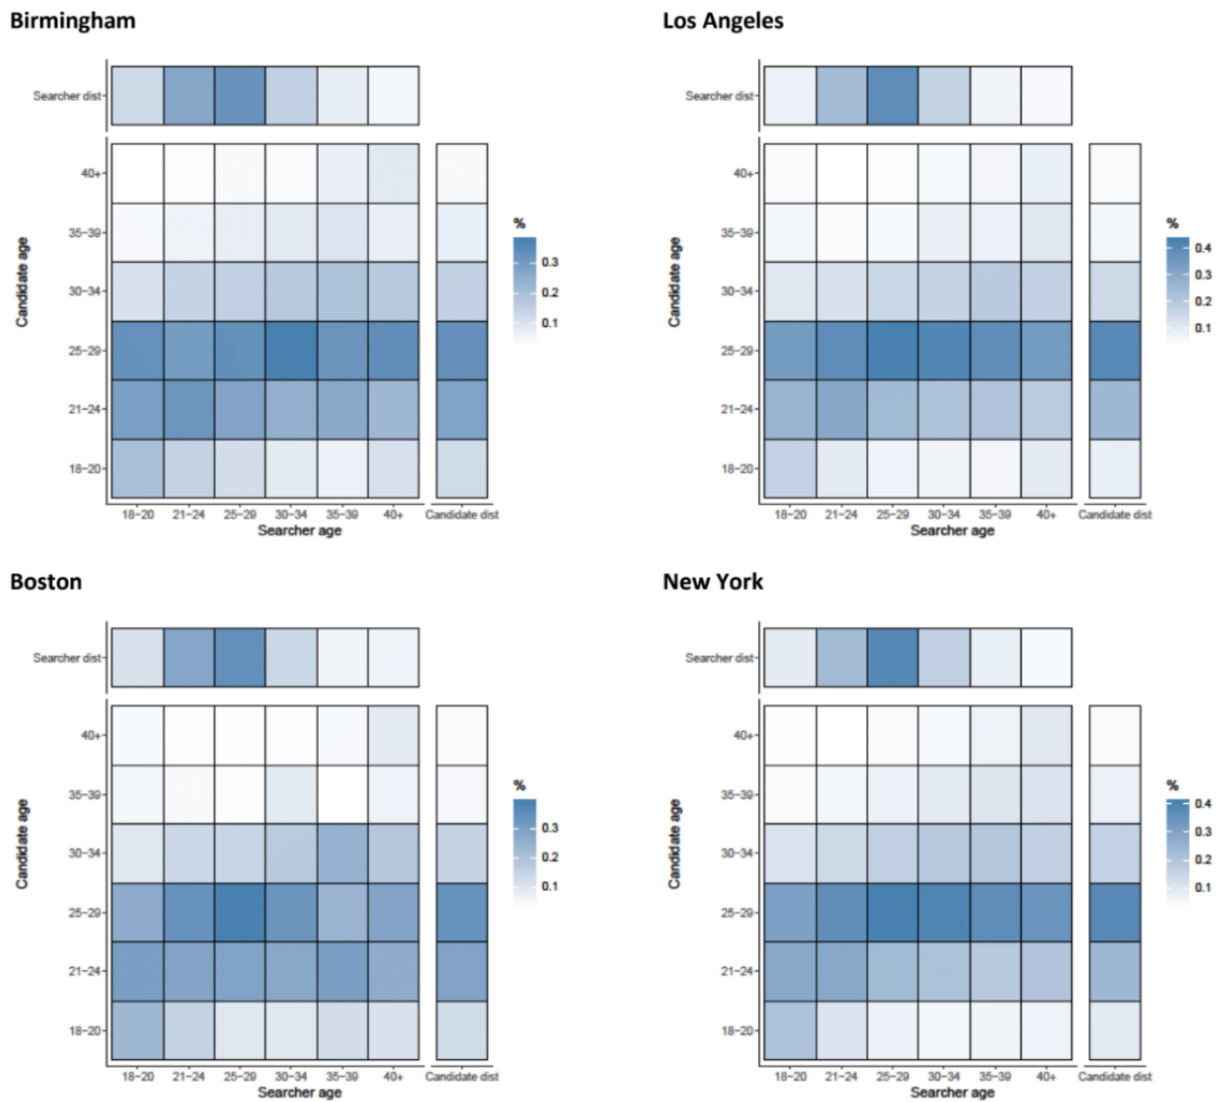 Birmingham
Searcher dist
40+
35-39
30-34
25-29
21-24
18-20
Candidate age
18-20 21-24 25-29 30-34 35-39 40+ Candidate dist
Searcher age
%
0.3
0.2
0.1
Los Angeles
Searcher dist
40+
35-39
30-34
25-29
21-24
18-20
Candidate age
18-20 21-24 25-29 30-34 35-39 40+ Candidate dist
Searcher age
%
0.4
0.3
0.2
0.1
Boston
Searcher dist
40+
35-39
30-34
25-29
21-24
18-20
Candidate age
18-20 21-24 25-29 30-34 35-39 40+ Candidate dist
Searcher age
%
0.3
0.2
0.1
New York
Searcher dist
40+
35-39
30-34
25-29
21-24
18-20
Candidate age
18-20 21-24 25-29 30-34 35-39 40+ Candidate dist
Searcher age
%
0.4
0.3
0.2
0.1